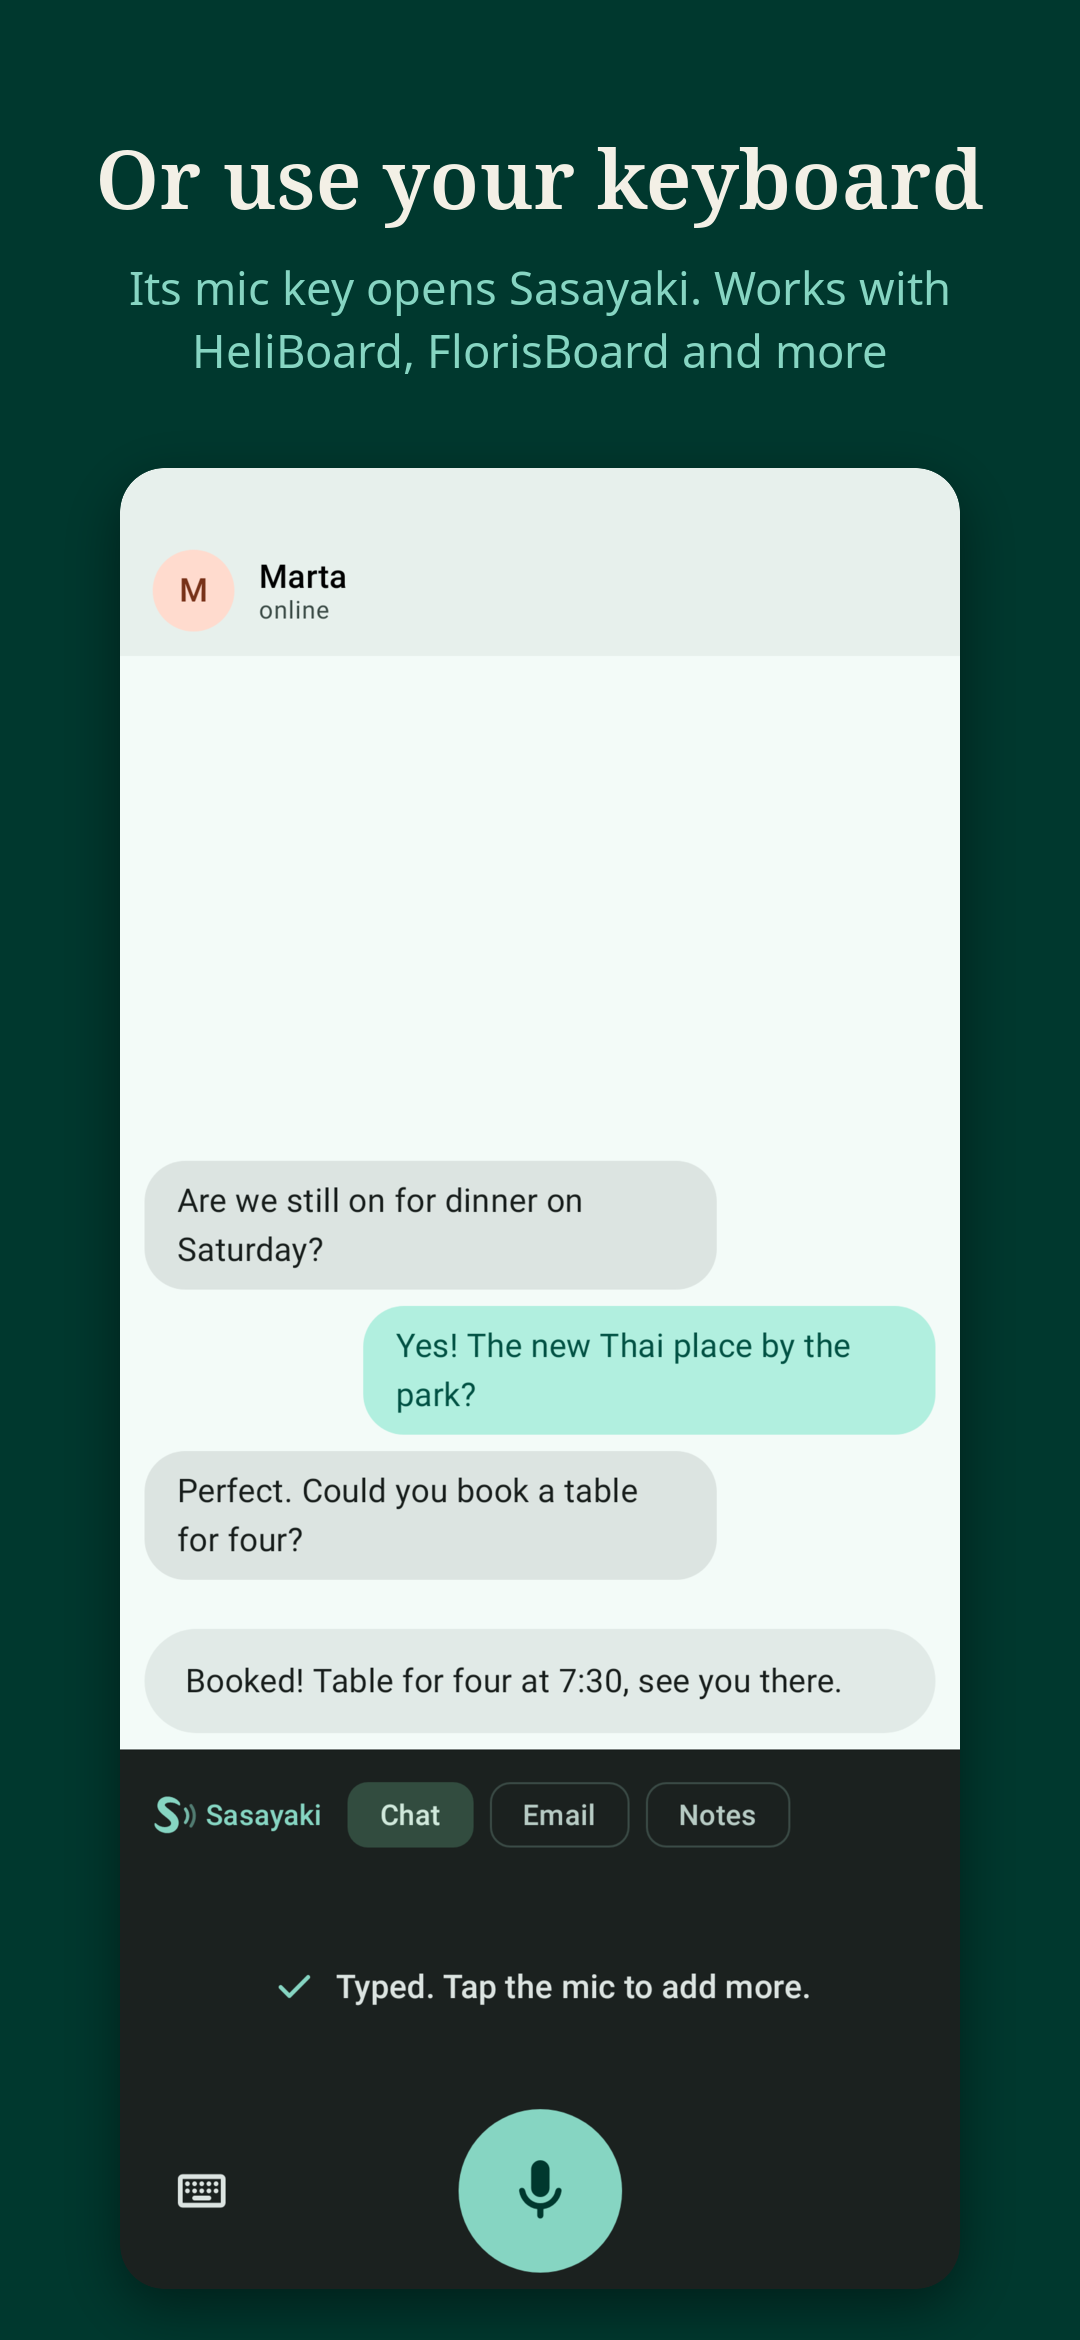 Or use your keyboard
Its mic key opens Sasayaki. Works with
HeliBoard, FlorisBoard and more
M
Marta
online
Are we still on for dinner on
Saturday?
Yes! The new Thai place by the
park?
Perfect. Could you book a table
for four?
Booked! Table for four at 7:30, see you there.
Sasayaki Chat Email Notes
Typed. Tap the mic to add more.